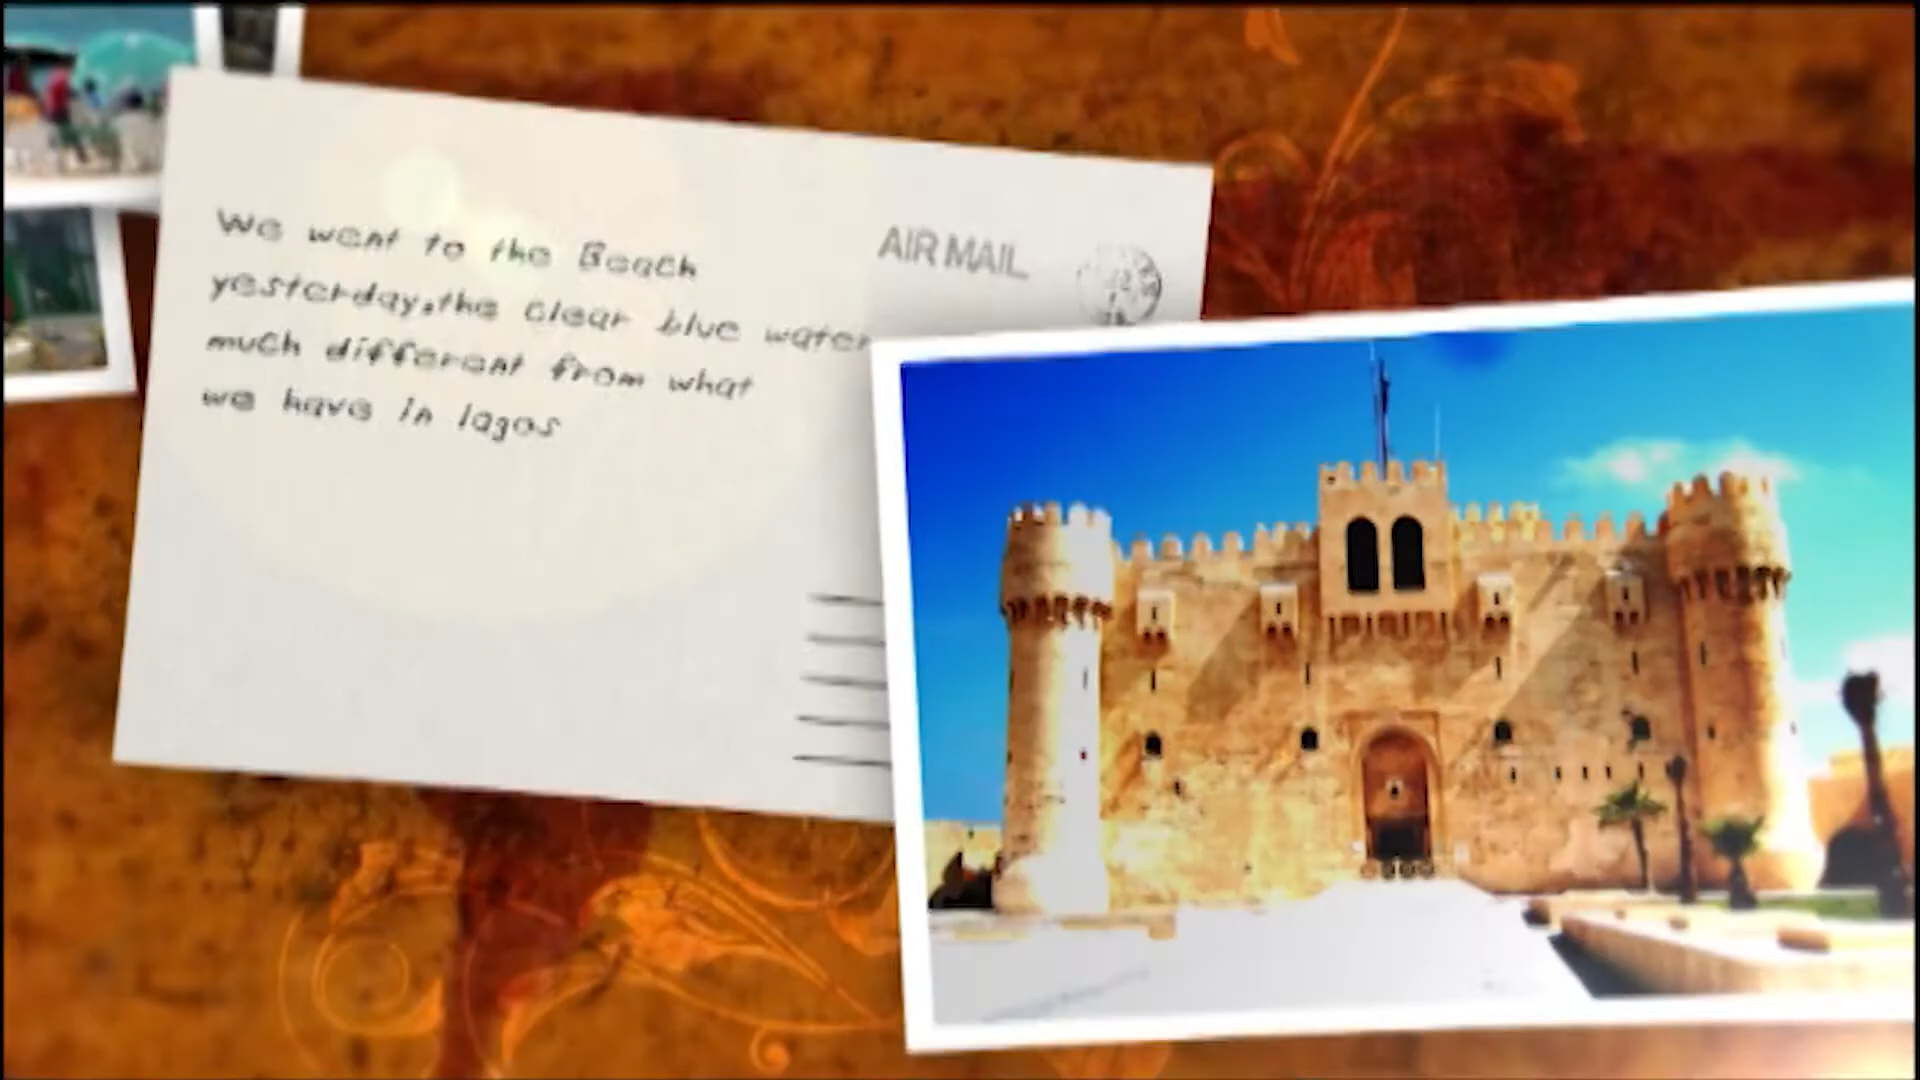 We went to the Beach
yesterday,the clear blue water
much different from what
we have in lagos
AIR MAIL